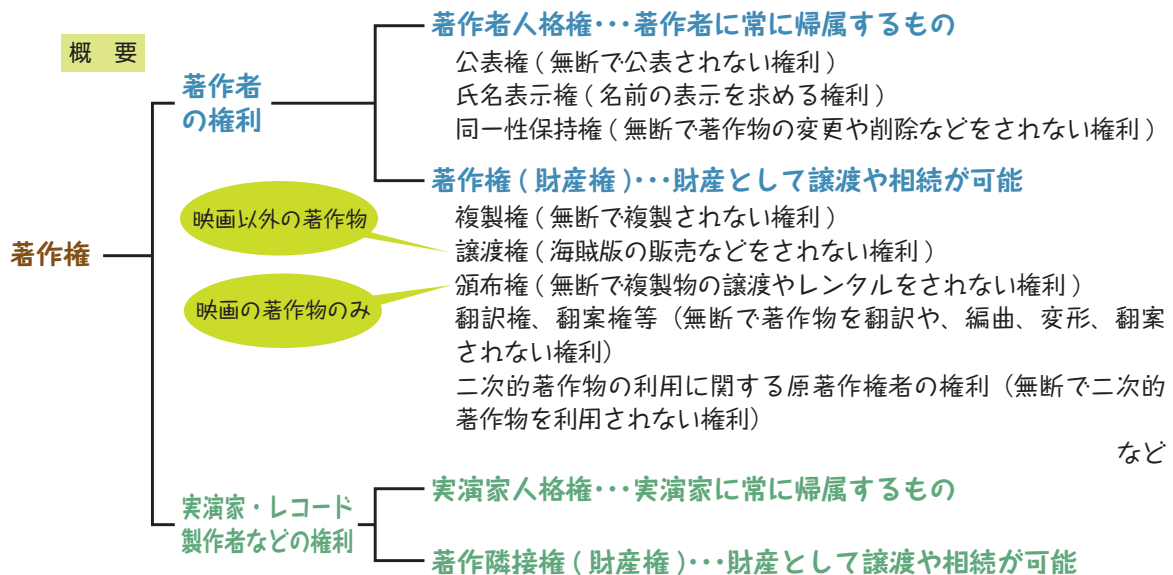 概　要
著作権
著作者
の権利
著作者人格権･･･著作者に常に帰属するもの
公表権 ( 無断で公表されない権利 )
氏名表示権 ( 名前の表示を求める権利 )
同一性保持権 ( 無断で著作物の変更や削除などをされない権利 )
著作権 ( 財産権 )･･･財産として譲渡や相続が可能
複製権 ( 無断で複製されない権利 )
映画以外の著作物
譲渡権 ( 海賊版の販売などをされない権利 )
映画の著作物のみ
頒布権 ( 無断で複製物の譲渡やレンタルをされない権利 )
翻訳権、翻案権等（無断で著作物を翻訳や、編曲、変形、翻案
されない権利）
二次的著作物の利用に関する原著作権者の権利（無断で二次的
著作物を利用されない権利）
など
実演家・レコード
製作者などの権利
実演家人格権･･･実演家に常に帰属するもの
著作隣接権 ( 財産権 )･･･財産として譲渡や相続が可能